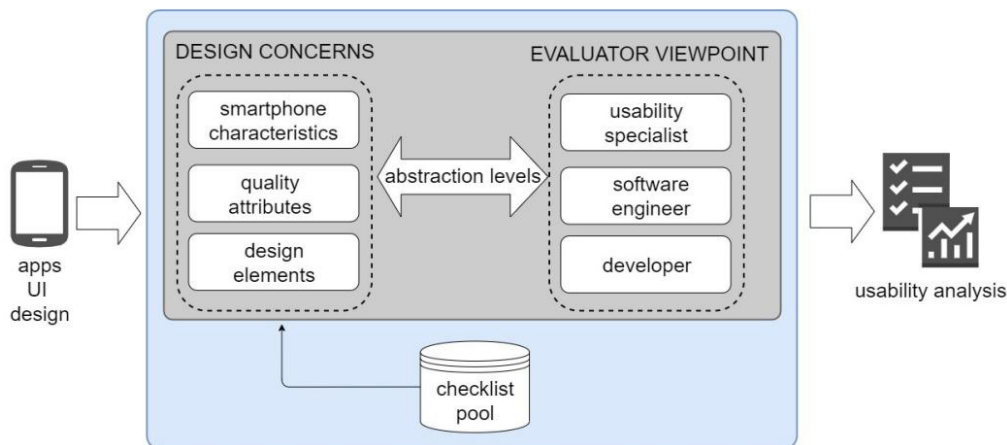 DESIGN CONCERNS
smartphone
characteristics
quality
attributes
design
elements
abstraction levels
EVALUATOR VIEWPOINT
usability
specialist
software
engineer
developer
apps
UI
design
usability analysis
checklist
pool